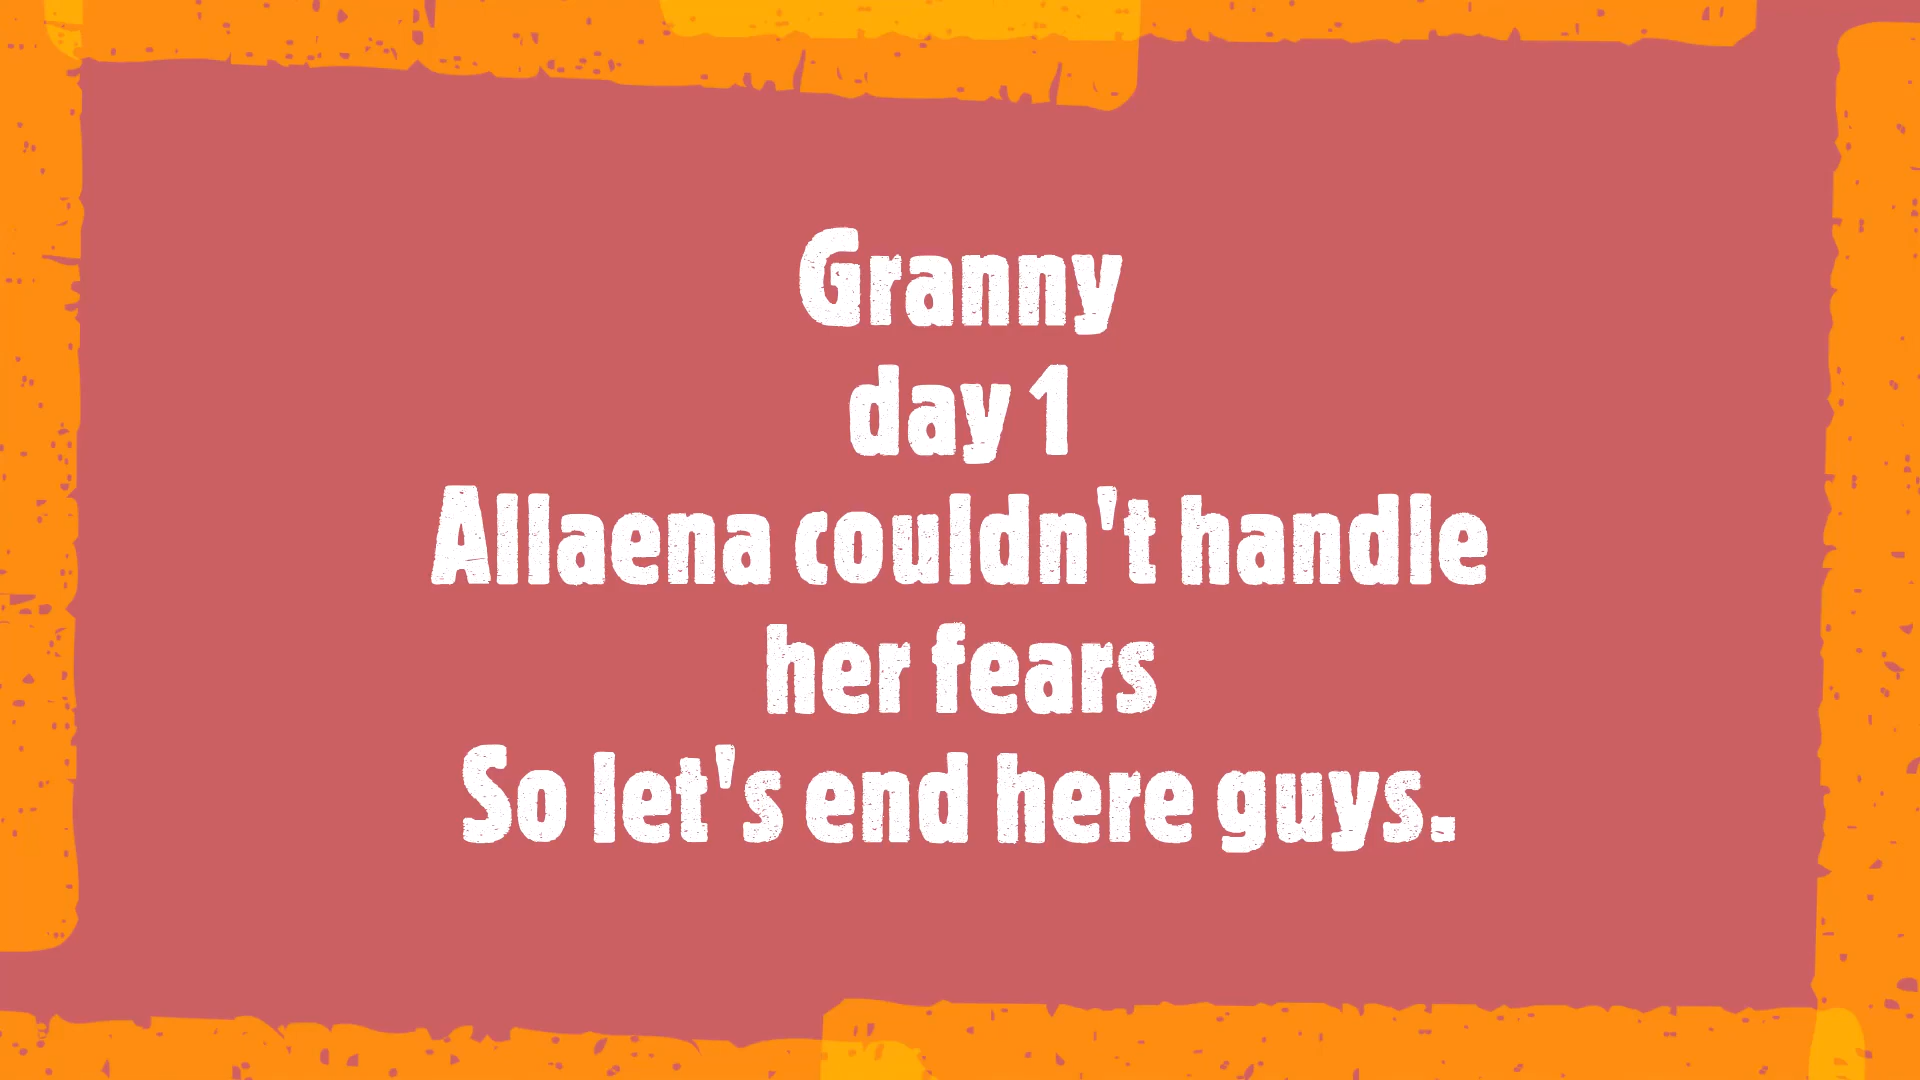 Granny
day 1
Allaena couldn't handle
her fears
So let's end here guys.